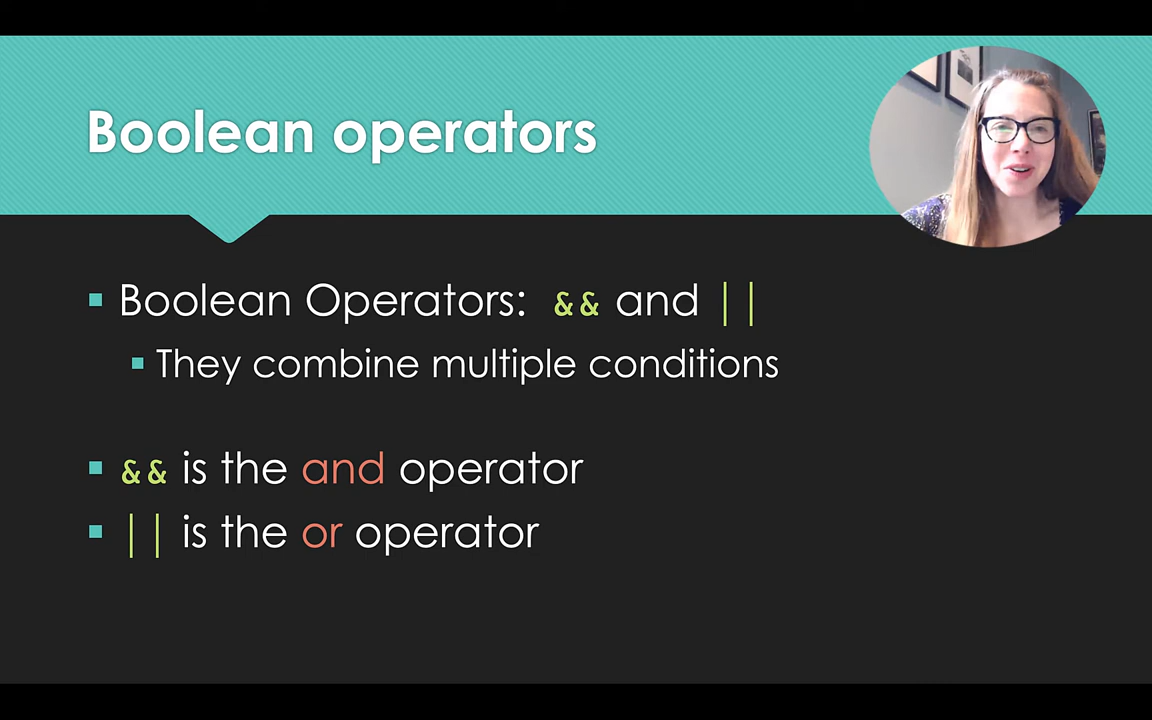 Boolean operators
Boolean Operators: && and ||
They combine multiple conditions
&& is the and operator
|| is the or operator